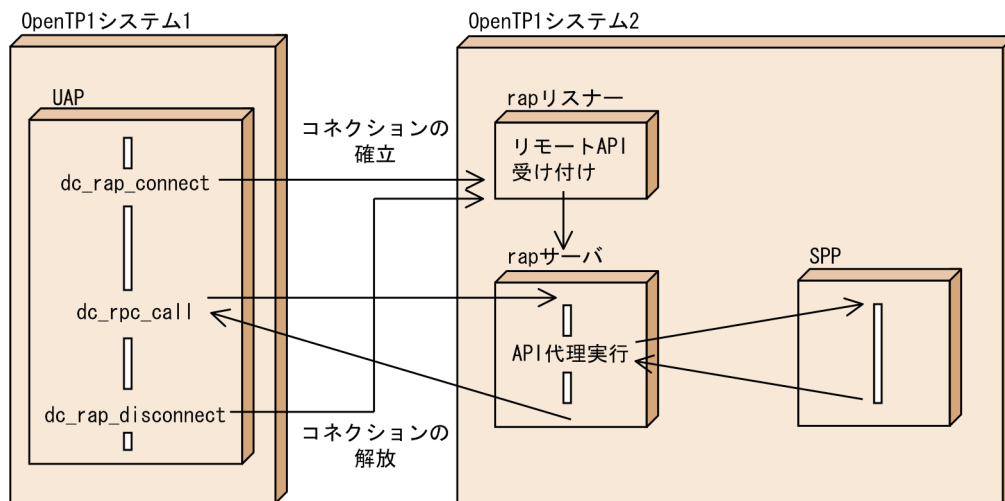 OpenTP1システム1
OpenTP1システム2
UAP
rapリスナー
コネクションの
確立
リモートAPI
受け付け
dc_rap_connect
rapサーバ
SPP
dc_rpc_call
API代理実行
dc_rap_disconnect
コネクションの
解放